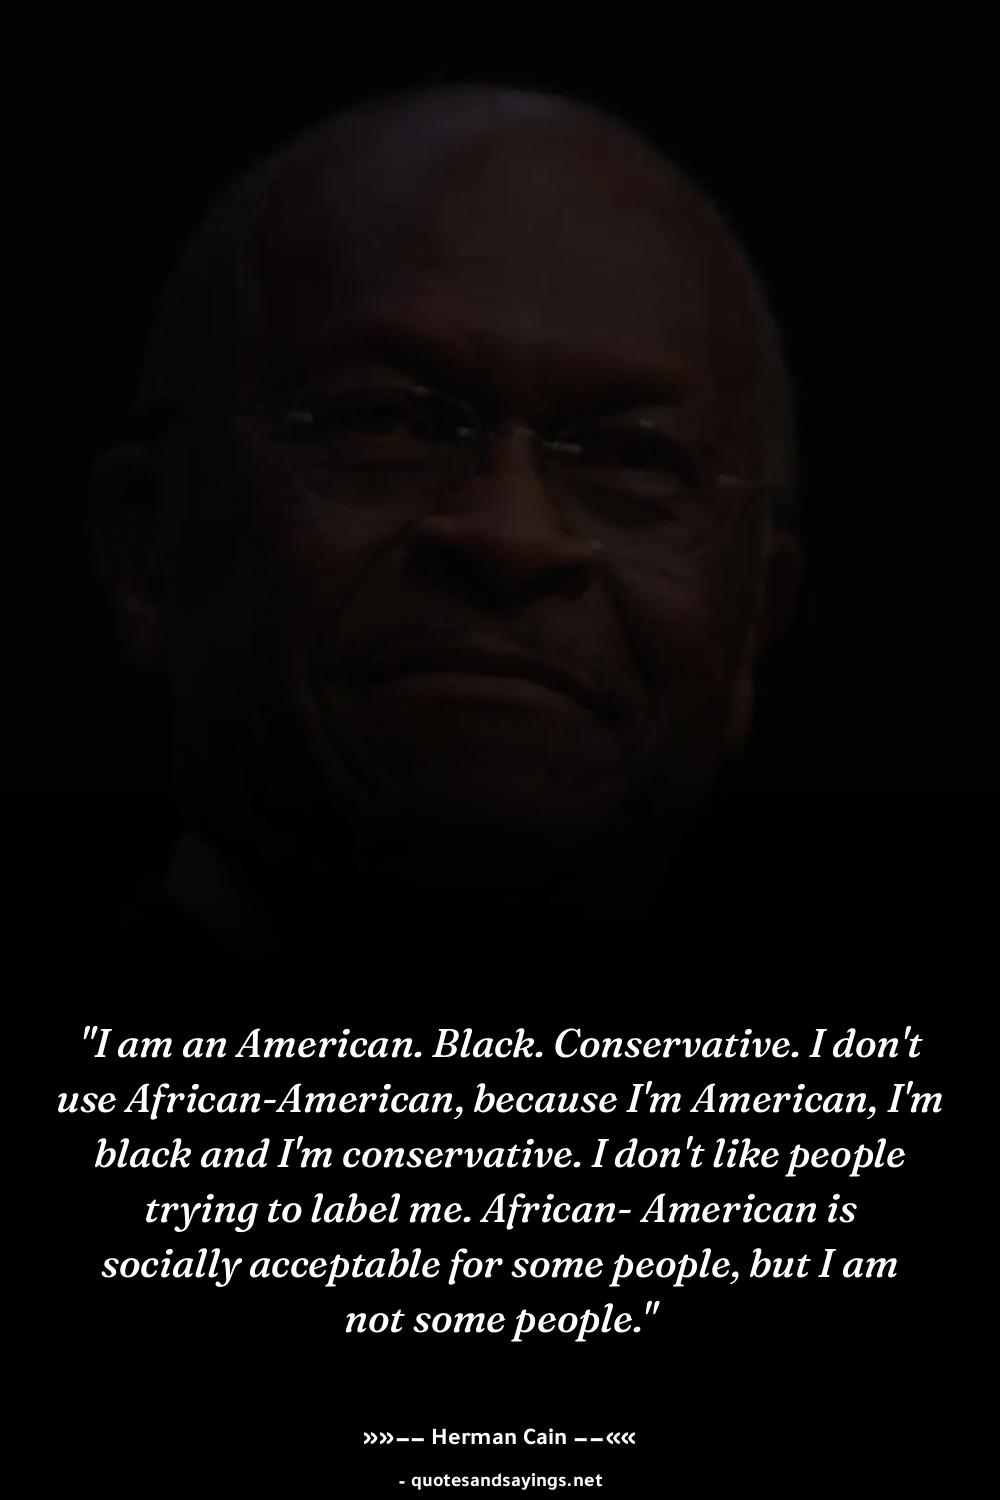 "I am an American. Black. Conservative. I don't
use African-American, because I'm American, I'm
black and I'm conservative. I don't like people
trying to label me. African- American is
socially acceptable for some people, but I am
not some people."
»»–– Herman Cain ––««
- quotesandsayings.net